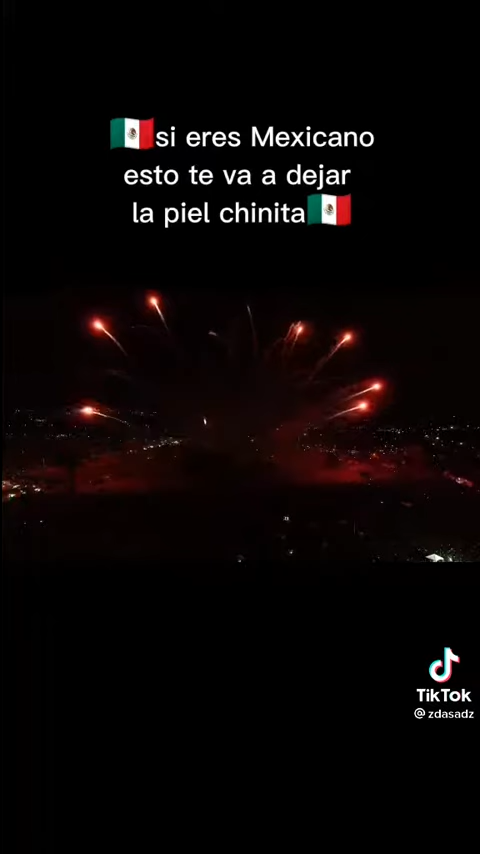 🇲🇽si eres Mexicano
esto te va a dejar
la piel chinita🇲🇽
TikTok
@zdasadz